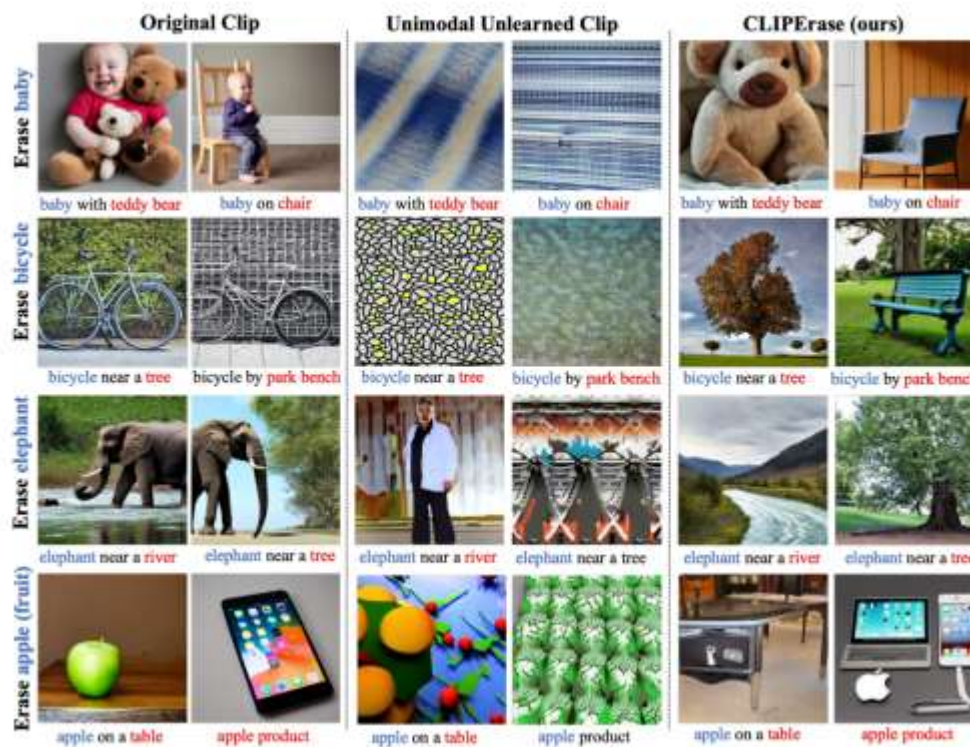 Original Clip
Unimodal Unlearned Clip
CLIPErase (ours)
Erase baby
baby with teddy bear
baby on chair
baby with teddy bear
baby on chair
baby with teddy bear
baby on chair
Erase bicycle
bicycle near a tree
bicycle by park bench
bicycle near a tree
bicycle by park bench
bicycle near a tree
bicycle by park bench
Erase elephant
elephant near a river
elephant near a tree
elephant near a river
elephant near a tree
elephant near a river
elephant near a tree
Erase apple (fruit)
apple on a table
apple product
apple on a table
apple product
apple on a table
apple product